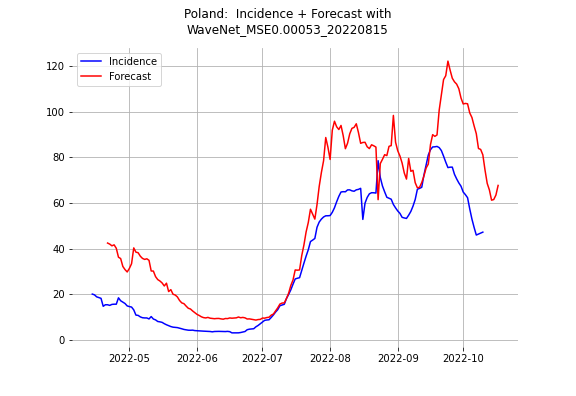 Poland:  Incidence + Forecast with
WaveNet_MSE0.00053_20220815
Incidence
Forecast
120
100
80
60
40
20
0
2022-05 2022-06 2022-07 2022-08 2022-09 2022-10